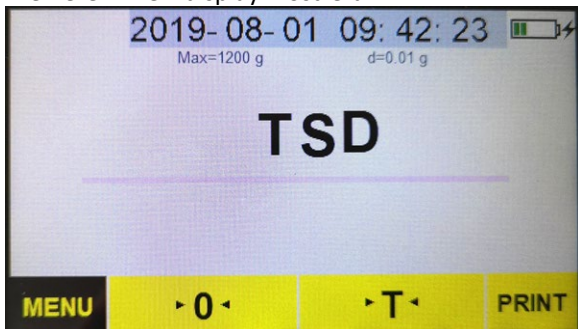 2019-08-01 09:42:23
Max=1200 g d=0.01 g
TSD
MENU ►0◄ ►T◄ PRINT